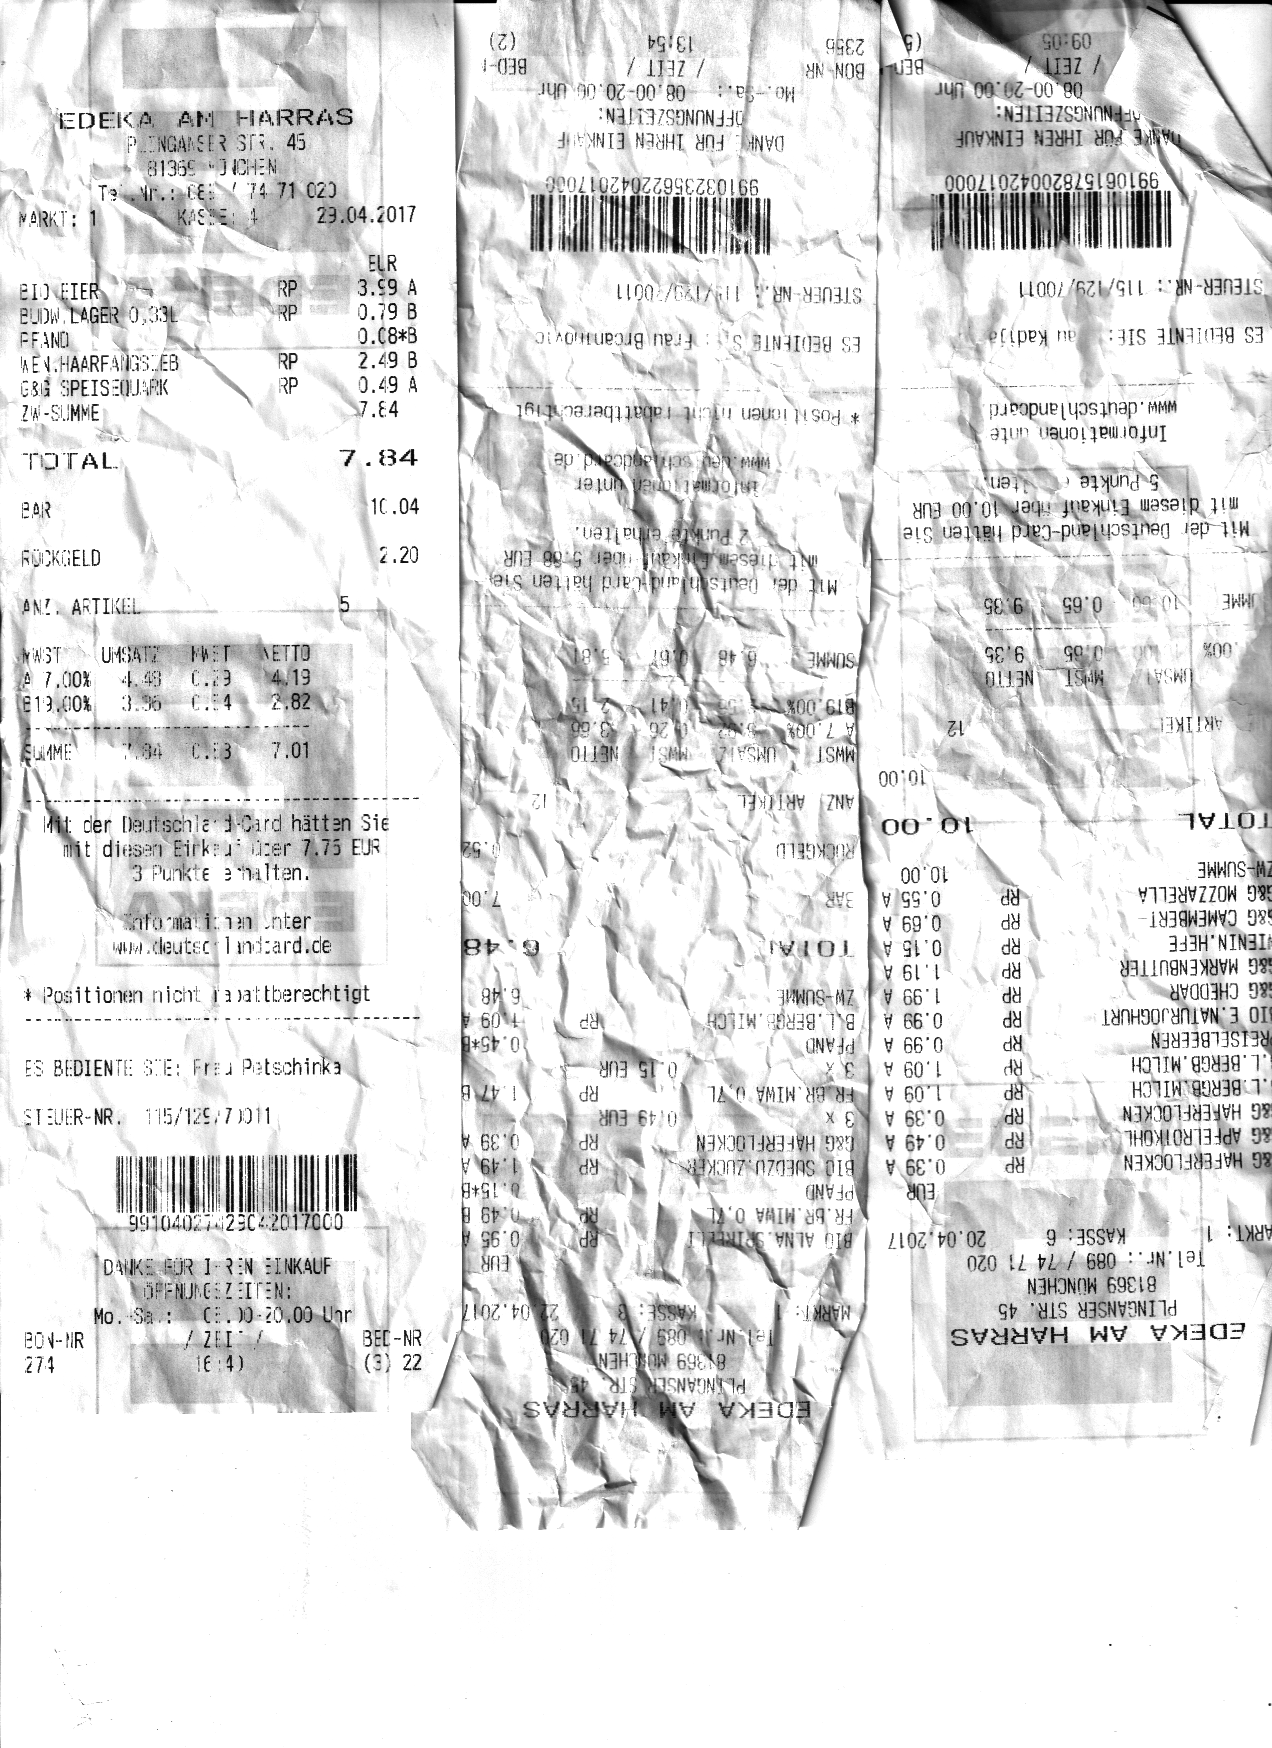 EDEKA AM HARRAS
PLINGANSER STR. 45
81369 MÜNCHEN
Tel.Nr.: 089 / 74 71 020
MARKT: 1 KASSE: 4 29.04.2017
EUR
BIO EIER RP 3.99 A
BUDW.LAGER 0,33L RP 0.79 B
PFAND 0.08*B
WEN.HAARFANGSIEB RP 2.49 B
G&G SPEISEQUARK RP 0.49 A
ZW-SUMME 7.84
TOTAL 7.84
BAR 10.04
RÜCKGELD 2.20
ANZ. ARTIKEL 5
MWST UMSATZ MWST NETTO
A 7.00% 4.48 0.29 4.19
B19.00% 3.36 0.54 2.82
SUMME 7.84 0.83 7.01
Mit der Deutschland-Card hätten Sie
mit diesem Einkauf über 7.76 EUR
3 Punkte erhalten.
Informationen unter
www.deutschlandcard.de
* Positionen nicht rabattberechtigt
ES BEDIENTE SIE: Frau Petschinka
STEUER-NR. 115/129/70011
DANKE FÜR IHREN EINKAUF
ÖFFNUNGSZEITEN:
Mo.-Sa.: 08.00-20.00 Uhr
BON-NR / ZEIT / BED-NR
274 (3) 22
EDEKA AM HARRAS
PLINGANSER STR. 45
81369 MÜNCHEN
Tel.Nr.: 089 / 74 71 020
MARKT: 1 KASSE: 3 22.04.2017
EUR
BIO ALNA.SPIRELLI RP 0.95 A
FR.BR.MIWA 0,7L RP 0.49 B
PFAND 0.15*B
BIO SUEDZU.ZUCKER RP 1.49 A
G&G HAFERFLOCKEN RP 0.39 A
3 x 0.49 EUR
FR.BR.MIWA 0,7L RP 1.47 B
3 x 0.15 EUR
PFAND 0.45*B
B.L.BERGB.MILCH RP 1.09 A
ZW-SUMME 6.48
TOTAL 6.48
BAR 7.00
RÜCKGELD 0.52
ANZ. ARTIKEL 12
MWST UMSATZ MWST NETTO
A 7.00% 3.92 0.26 3.66
B19.00% 2.56 0.41 2.15
SUMME 6.48 0.67 5.81
Mit der Deutschland-Card hätten Sie
mit diesem Einkauf über 5.88 EUR
2 Punkte erhalten.
Informationen unter
www.deutschlandcard.de
* Positionen nicht rabattberechtigt
ES BEDIENTE SIE: Frau Brcaninovic
STEUER-NR.: 115/129/70011
9910323562204201700
DANKE FÜR IHREN EINKAUF
ÖFFNUNGSZEITEN:
Mo.-Sa.: 08.00-20.00 Uhr
BON-NR / ZEIT / BED-
2356 13:54 (2)
EDEKA AM HARRAS
PLINGANSER STR. 45
81369 MÜNCHEN
Tel.Nr.: 089 / 74 71 020
ARKT: 1 KASSE: 6 20.04.2017
EUR
&G HAFERFLOCKEN RP 0.39 A
&G APFELROTKOHL RP 0.49 A
&G HAFERFLOCKEN RP 0.39 A
.L.BERGB.MILCH RP 1.09 A
.L.BERGB.MILCH RP 1.09 A
REISELBEEREN RP 0.99 A
IO E.NATURJOGHURT RP 0.99 A
G&G CHEDDAR RP 1.99 A
G&G MARKENBUTTER RP 1.19 A
IENIN.HEFE RP 0.15 A
G&G CAMEMBERT RP 0.69 A
G&G MOZZARELLA RP 0.55 A
ZW-SUMME 10.00
TOTAL 10.00
10.00
ARTIKEL 12
UMSATZ MWST NETTO
.00% 10.00 0.65 9.35
UMME 10.00 0.65 9.35
Mit der Deutschland-Card hätten Sie
mit diesem Einkauf über 10.00 EUR
5 Punkte
Informationen unte
www.deutschlandcard
ES BEDIENTE SIE: Kadija
STEUER-NR.: 115/129/70011
9910615782004201700
DANKE FÜR IHREN EINKAUF
ÖFFNUNGSZEITEN:
08.00-20.00 Uhr
/ ZEIT / BED-
09:05 (5